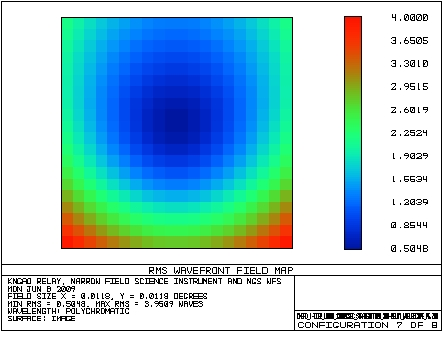 4.0000
3.6505
3.3010
2.9515
2.6019
2.2524
1.9029
1.5534
1.2039
0.8544
0.5048
RMS WAVEFRONT FIELD MAP
KNGAO RELAY, NARROW FIELD SCIENCE INSTRUMENT AND NGS WFS
MON JUN 8 2009
FIELD SIZE X = 0.0119, Y = 0.0119 DEGREES
MIN RMS = 0.5048, MAX RMS = 3.9509 WAVES
WAVELENGTH: POLYCHROMATIC
SURFACE: IMAGE
CONFIGURATION 7 OF 8